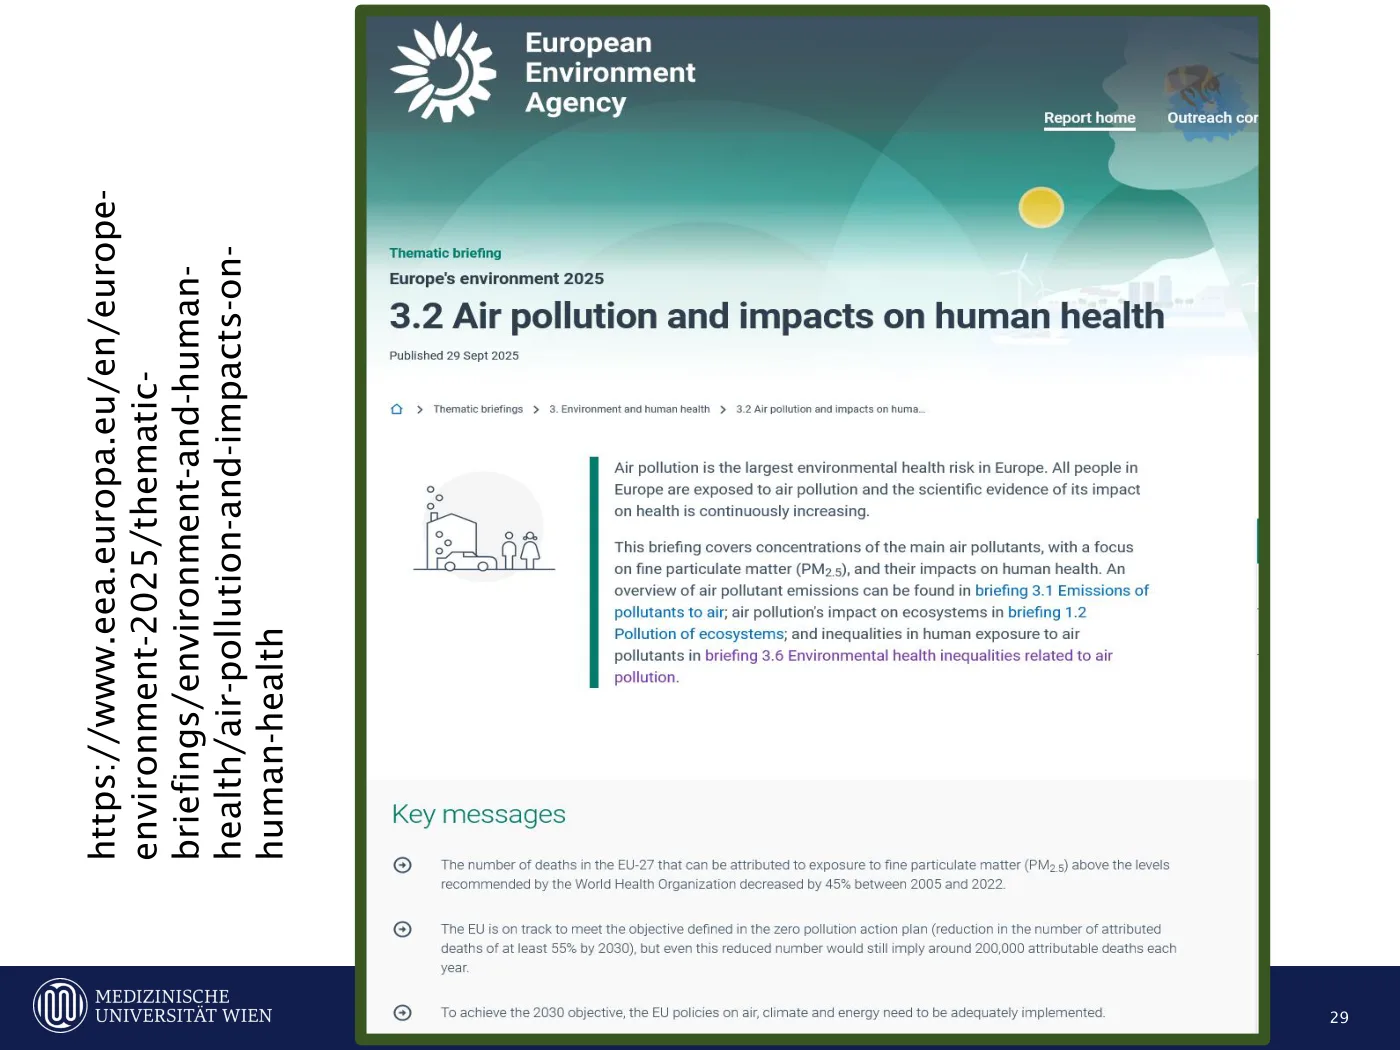 https://www.eea.europa.eu/en/europe-
environment-2025/thematic-
briefings/environment-and-human-
health/air-pollution-and-impacts-on-
human-health
European
Environment
Agency
Report home
Outreach cor
Thematic briefing
Europe's environment 2025
3.2 Air pollution and impacts on human health
Published 29 Sept 2025
Thematic briefings
3. Environment and human health
3.2 Air pollution and impacts on huma...
Air pollution is the largest environmental health risk in Europe. All people in
Europe are exposed to air pollution and the scientific evidence of its impact
on health is continuously increasing.
This briefing covers concentrations of the main air pollutants, with a focus
on fine particulate matter (PM2.5), and their impacts on human health. An
overview of air pollutant emissions can be found in briefing 3.1 Emissions of
pollutants to air; air pollution's impact on ecosystems in briefing 1.2
Pollution of ecosystems; and inequalities in human exposure to air
pollutants in briefing 3.6 Environmental health inequalities related to air
pollution.
Key messages
The number of deaths in the EU-27 that can be attributed to exposure to fine particulate matter (PM2.5) above the levels
recommended by the World Health Organization decreased by 45% between 2005 and 2022.
The EU is on track to meet the objective defined in the zero pollution action plan (reduction in the number of attributed
deaths of at least 55% by 2030), but even this reduced number would still imply around 200,000 attributable deaths each
year.
To achieve the 2030 objective, the EU policies on air, climate and energy need to be adequately implemented.
MEDIZINISCHE
UNIVERSITÄT WIEN
29